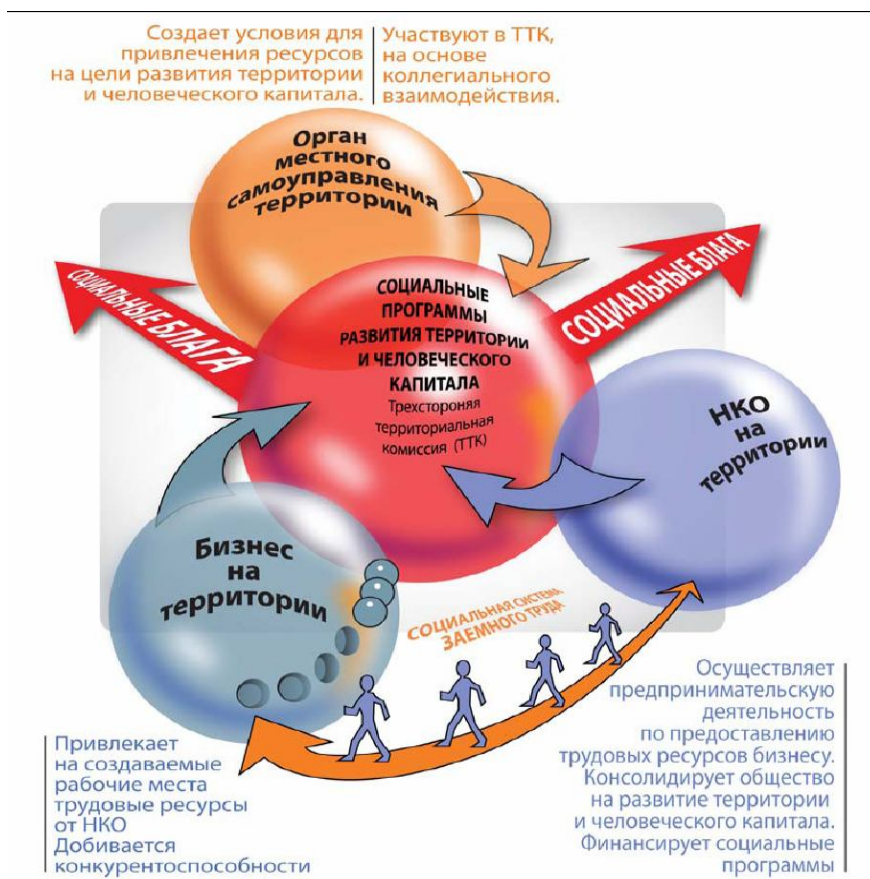 Создает условия для
привлечения ресурсов
на цели развития территории
и человеческого капитала.
Участвуют в ТТК,
на основе
коллегиального
взаимодействия.
Орган
местного
самоуправления
территории
СОЦИАЛЬНЫЕ БЛАГА
СОЦИАЛЬНЫЕ БЛАГА
СОЦИАЛЬНЫЕ
ПРОГРАММЫ
РАЗВИТИЯ ТЕРРИТОРИИ
И ЧЕЛОВЕЧЕСКОГО
КАПИТАЛА
Трехстороняя
территориальная
комиссия (ТТК)
НКО
на
территории
Бизнес
на
территории
СОЦИАЛЬНАЯ СИСТЕМА
ЗАЕМНОГО ТРУДА
Привлекает
на создаваемые
рабочие места
трудовые ресурсы
от НКО
Добивается
конкурентоспособности
Осуществляет
предпринимательскую
деятельность
по предоставлению
трудовых ресурсов бизнесу.
Консолидирует общество
на развитие территории
и человеческого капитала.
Финансирует социальные
программы